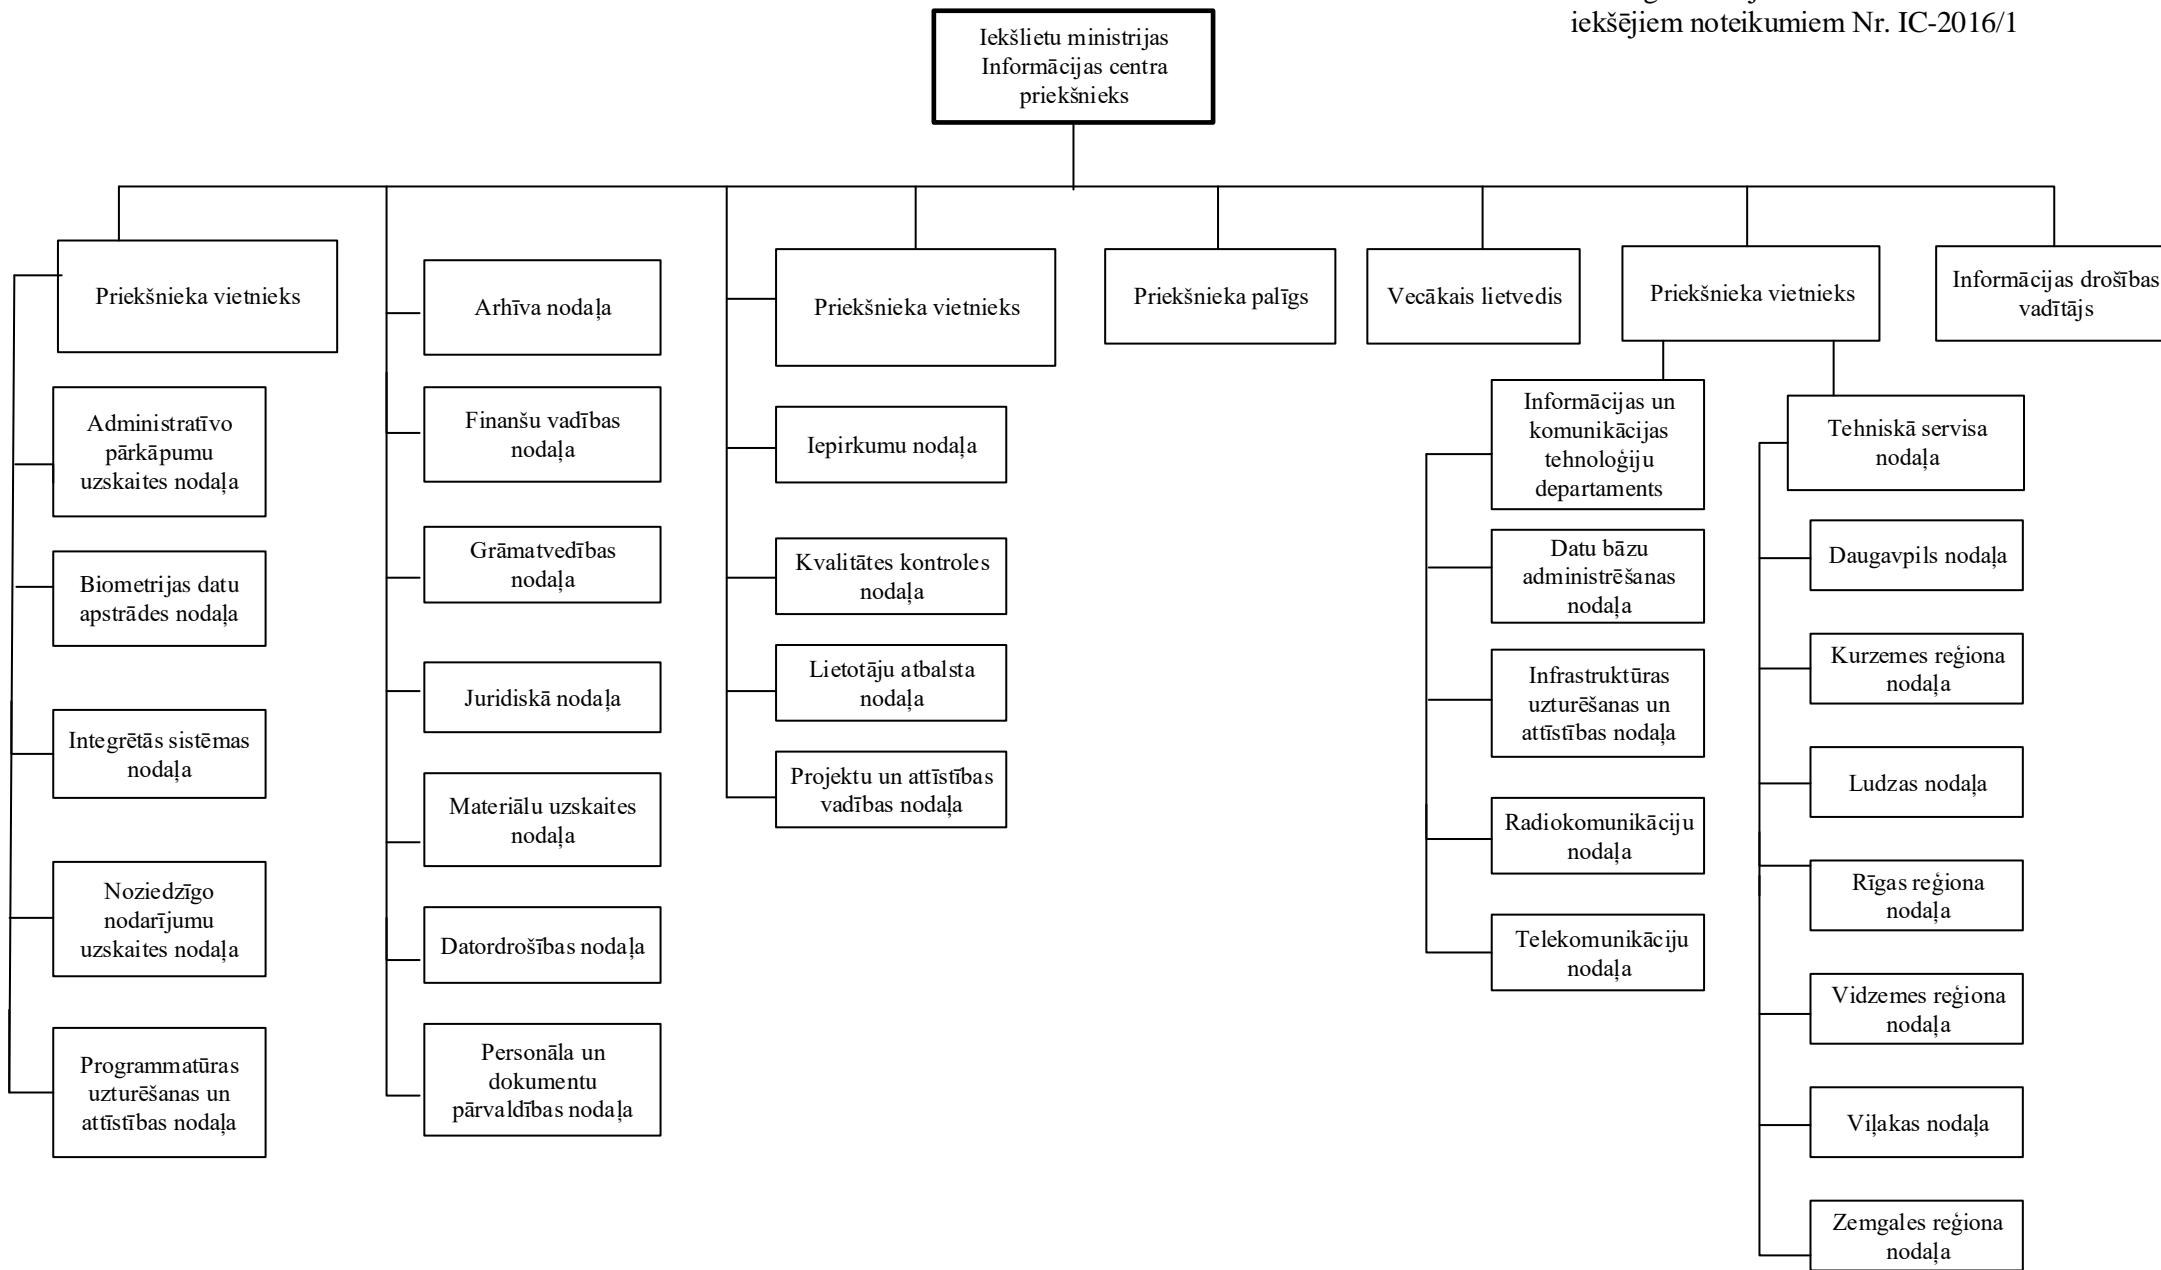 iekšējiem noteikumiem Nr. IC-2016/1
Iekšlietu ministrijas
Informācijas centra
priekšnieks
Priekšnieka vietnieks
Administratīvo
pārkāpumu
uzskaites nodaļa
Biometrijas datu
apstrādes nodaļa
Integrētās sistēmas
nodaļa
Noziedzīgo
nodarījumu
uzskaites nodaļa
Programmatūras
uzturēšanas un
attīstības nodaļa
Arhīva nodaļa
Finanšu vadības
nodaļa
Grāmatvedības
nodaļa
Juridiskā nodaļa
Materiālu uzskaites
nodaļa
Datordrošības nodaļa
Personāla un
dokumentu
pārvaldības nodaļa
Priekšnieka vietnieks
Iepirkumu nodaļa
Kvalitātes kontroles
nodaļa
Lietotāju atbalsta
nodaļa
Projektu un attīstības
vadības nodaļa
Priekšnieka palīgs
Vecākais lietvedis
Priekšnieka vietnieks
Informācijas un
komunikācijas
tehnoloģiju
departaments
Datu bāzu
administrēšanas
nodaļa
Infrastruktūras
uzturēšanas un
attīstības nodaļa
Radiokomunikāciju
nodaļa
Telekomunikāciju
nodaļa
Tehniskā servisa
nodaļa
Daugavpils nodaļa
Kurzemes reģiona
nodaļa
Ludzas nodaļa
Rīgas reģiona
nodaļa
Vidzemes reģiona
nodaļa
Viļakas nodaļa
Zemgales reģiona
nodaļa
Informācijas drošības
vadītājs